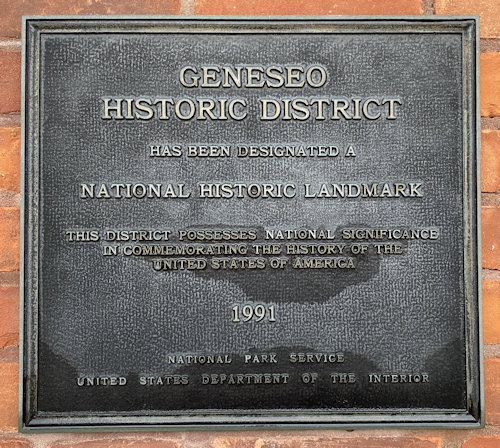 GENESEO
HISTORIC DISTRICT
HAS BEEN DESIGNATED A
NATIONAL HISTORIC LANDMARK
THIS DISTRICT POSSESSES NATIONAL SIGNIFICANCE
IN COMMEMORATING THE HISTORY OF THE
UNITED STATES OF AMERICA
1991
NATIONAL PARK SERVICE
UNITED STATES DEPARTMENT OF THE INTERIOR